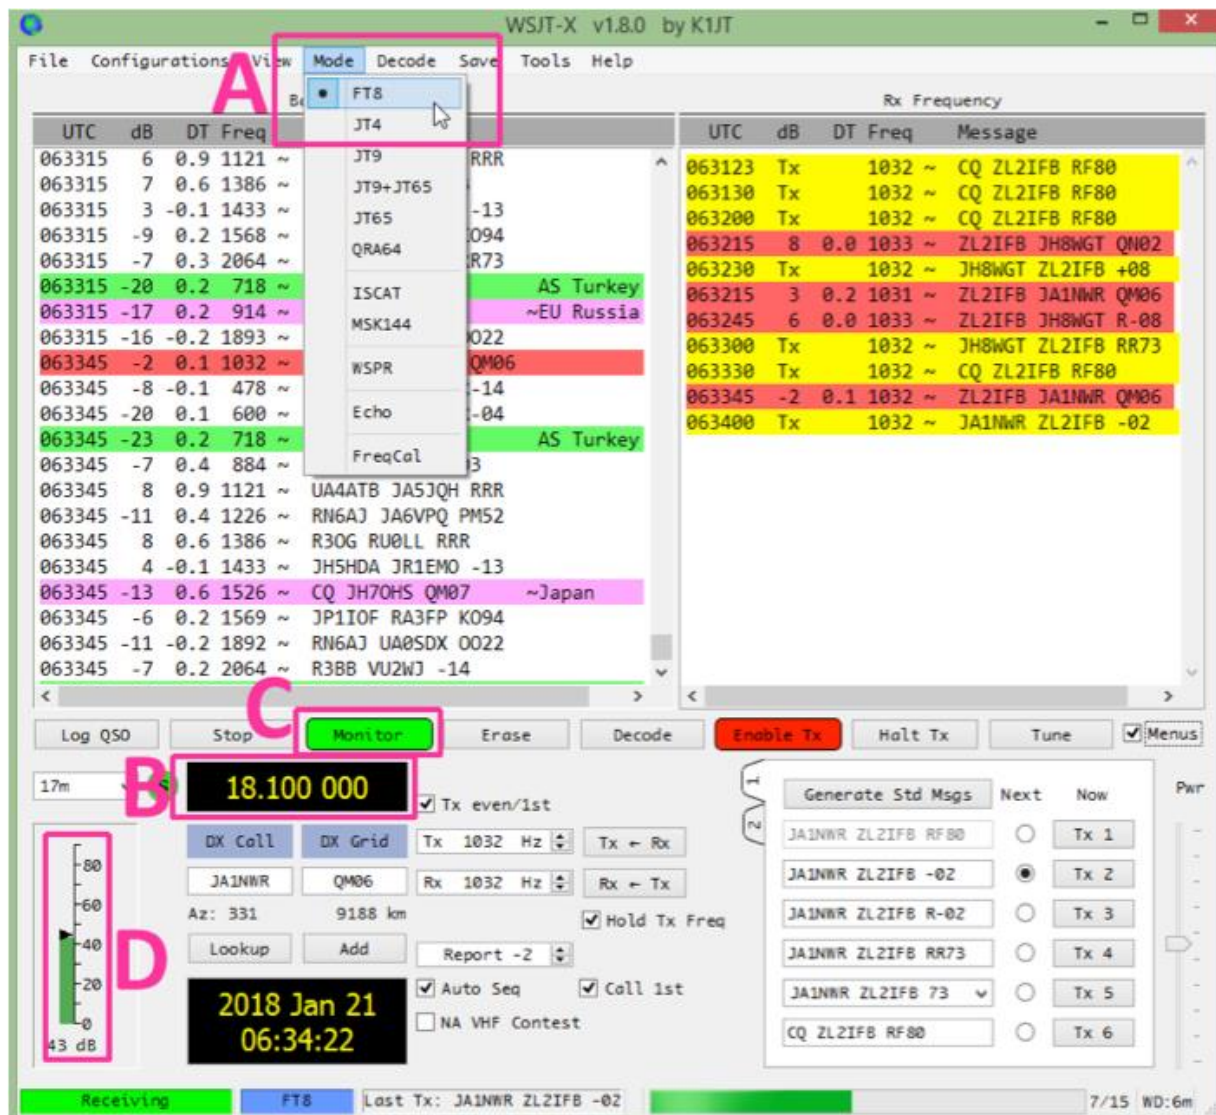 WSJT-X v1.8.0 by K1JT
File Configurations View Mode Decode Save Tools Help
A
FT8
JT4
JT9
JT9+JT65
JT65
QRA64
ISCAT
MSK144
WSPR
Echo
FreqCal
UTC dB DT Freq
063315 6 0.9 1121 ~ RRR
063315 7 0.6 1386 ~
063315 3 -0.1 1433 ~ -13
063315 -9 0.2 1568 ~ KO94
063315 -7 0.3 2064 ~ RR73
063315 -20 0.2 718 ~ AS Turkey
063315 -17 0.2 914 ~ ~EU Russia
063315 -16 -0.2 1893 ~ OO22
063345 -2 0.1 1032 ~ QM06
063345 -8 -0.1 478 ~ -14
063345 -20 0.1 600 ~ -04
063345 -23 0.2 718 ~ AS Turkey
063345 -7 0.4 884 ~ 3
063345 8 0.9 1121 ~ UA4ATB JA5JQH RRR
063345 -11 0.4 1226 ~ RN6AJ JA6VPQ PM52
063345 8 0.6 1386 ~ R3OG RU0LL RRR
063345 4 -0.1 1433 ~ JH5HDA JR1EMO -13
063345 -13 0.6 1526 ~ CQ JH7OHS QM07 ~Japan
063345 -6 0.2 1569 ~ JP1IOF RA3FP KO94
063345 -11 -0.2 1892 ~ RN6AJ UA0SDX OO22
063345 -7 0.2 2064 ~ R3BB VU2WJ -14
Rx Frequency
UTC dB DT Freq Message
063123 Tx 1032 ~ CQ ZL2IFB RF80
063130 Tx 1032 ~ CQ ZL2IFB RF80
063200 Tx 1032 ~ CQ ZL2IFB RF80
063215 8 0.0 1033 ~ ZL2IFB JH8WGT QN02
063230 Tx 1032 ~ JH8WGT ZL2IFB +08
063215 3 0.2 1031 ~ ZL2IFB JA1NWR QM06
063245 6 0.0 1033 ~ ZL2IFB JH8WGT R-08
063300 Tx 1032 ~ JH8WGT ZL2IFB RR73
063330 Tx 1032 ~ CQ ZL2IFB RF80
063345 -2 0.1 1032 ~ ZL2IFB JA1NWR QM06
063400 Tx 1032 ~ JA1NWR ZL2IFB -02
C
Log QSO Stop Monitor Erase Decode Enable Tx Halt Tx Tune Menus
17m B 18.100 000
Tx even/1st
DX Call DX Grid Tx 1032 Hz Tx ← Rx
JA1NWR QM06 Rx 1032 Hz Rx ← Tx
Az: 331 9188 km Hold Tx Freq
Lookup Add Report -2
Auto Seq Call 1st
NA VHF Contest
2018 Jan 21
06:34:22
80
60
40
20
0
43 dB
D
1
2
Generate Std Msgs Next Now Pwr
JA1NWR ZL2IFB RF80 Tx 1
JA1NWR ZL2IFB -02 Tx 2
JA1NWR ZL2IFB R-02 Tx 3
JA1NWR ZL2IFB RR73 Tx 4
JA1NWR ZL2IFB 73 Tx 5
CQ ZL2IFB RF80 Tx 6
Receiving FT8 Last Tx: JA1NWR ZL2IFB -02 7/15 WD:6m